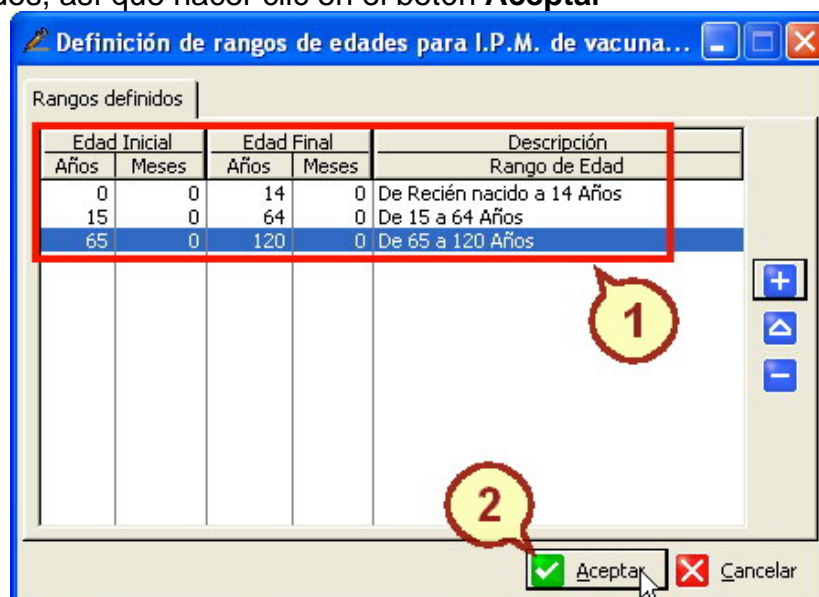 así que hacer clic en el botón Aceptar
Definición de rangos de edades para I.P.M. de vacuna...
Rangos definidos
Edad Inicial Edad Final Descripción
Años Meses Años Meses Rango de Edad
0 0 14 0 De Recién nacido a 14 Años
15 0 64 0 De 15 a 64 Años
65 0 120 0 De 65 a 120 Años
1
2
Aceptar Cancelar